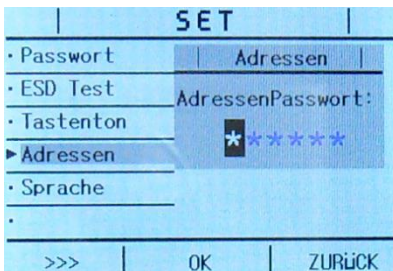 SET
Passwort
ESD Test
Tastenton
Adressen
Sprache
Adressen
AdressenPasswort:
******
>>> OK ZURÜCK